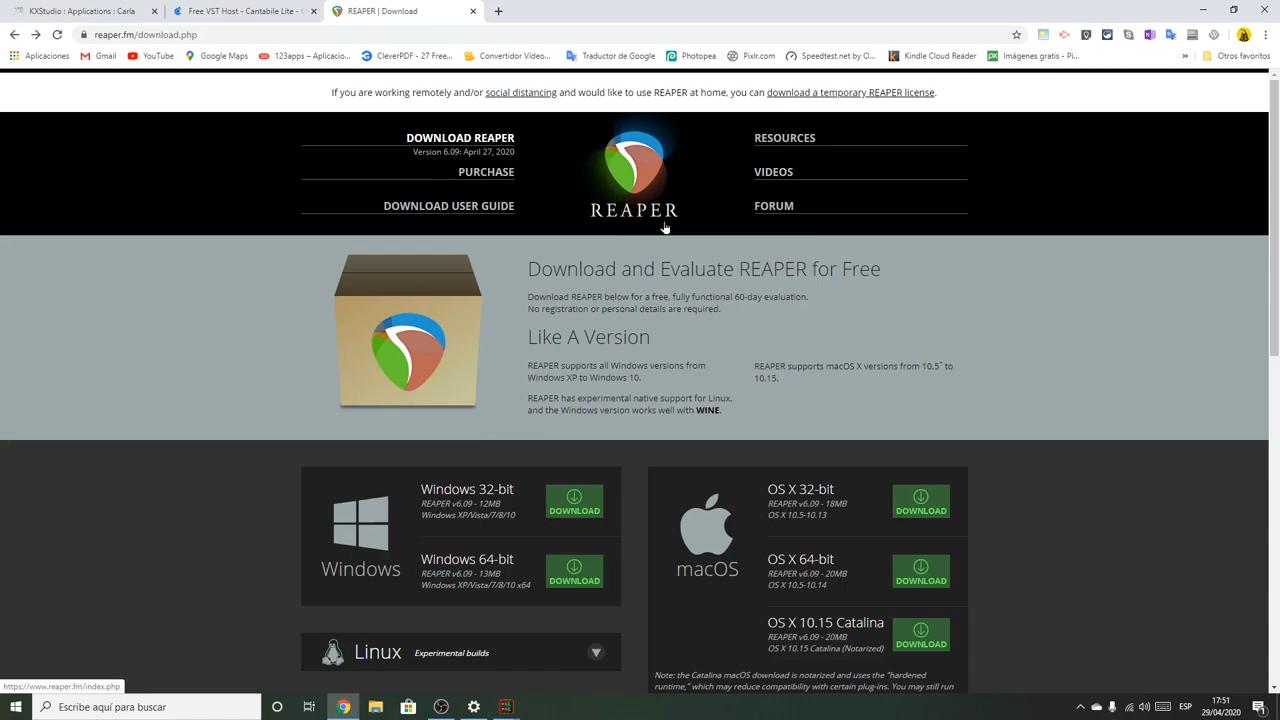 KXStudio : Applications : Carla
Free VST Host - Cantabile Lite -
REAPER | Download
reaper.fm/download.php
Aplicaciones
Gmail
YouTube
Google Maps
123apps – Aplicacio...
CleverPDF - 27 Free...
Convertidor Vídeo...
Traductor de Google
Photopea
Pixlr.com
Speedtest.net by O...
Kindle Cloud Reader
Imágenes gratis - Pi...
»
Otros favoritos
If you are working remotely and/or social distancing and would like to use REAPER at home, you can download a temporary REAPER license.
DOWNLOAD REAPER
Version 6.09: April 27, 2020
PURCHASE
DOWNLOAD USER GUIDE
REAPER
RESOURCES
VIDEOS
FORUM
Download and Evaluate REAPER for Free
Download REAPER below for a free, fully functional 60-day evaluation.
No registration or personal details are required.
Like A Version
REAPER supports all Windows versions from
Windows XP to Windows 10.
REAPER has experimental native support for Linux,
and the Windows version works well with WINE.
REAPER supports macOS X versions from 10.5* to
10.15.
Windows
Windows 32-bit
REAPER v6.09 - 12MB
Windows XP/Vista/7/8/10
DOWNLOAD
Windows 64-bit
REAPER v6.09 - 13MB
Windows XP/Vista/7/8/10 x64
DOWNLOAD
Linux Experimental builds
macOS
OS X 32-bit
REAPER v6.09 - 18MB
OS X 10.5-10.13
DOWNLOAD
OS X 64-bit
REAPER v6.09 - 20MB
OS X 10.5-10.14
DOWNLOAD
OS X 10.15 Catalina
REAPER v6.09 - 20MB
OS X 10.15 Catalina (Notarized)
DOWNLOAD
Note: the Catalina macOS download is notarized and uses the "hardened
runtime," which may reduce compatibility with certain plug-ins. You may still run
https://www.reaper.fm/index.php
Escribe aquí para buscar
ESP
17:51
29/04/2020
1